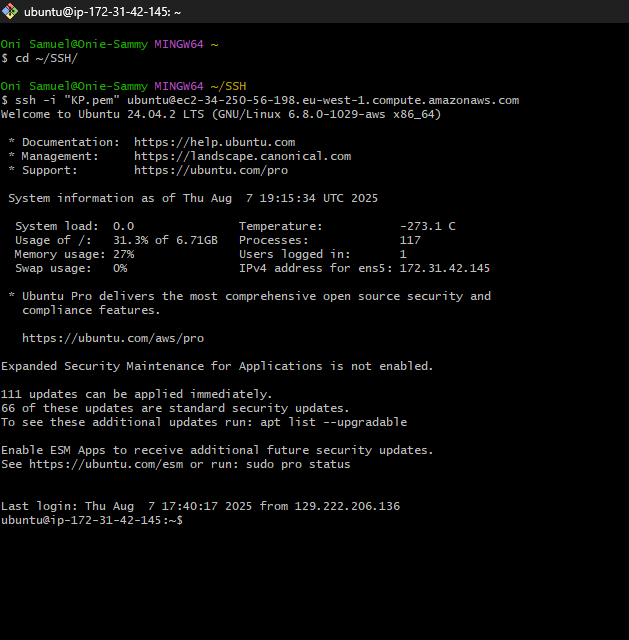 ubuntu@ip-172-31-42-145: ~
Oni Samuel@Onie-Sammy MINGW64 ~
$ cd ~/SSH/
Oni Samuel@Onie-Sammy MINGW64 ~/SSH
$ ssh -i "KP.pem" ubuntu@ec2-34-250-56-198.eu-west-1.compute.amazonaws.com
Welcome to Ubuntu 24.04.2 LTS (GNU/Linux 6.8.0-1029-aws x86_64)
* Documentation:  https://help.ubuntu.com
* Management:     https://landscape.canonical.com
* Support:        https://ubuntu.com/pro
System information as of Thu Aug  7 19:15:34 UTC 2025
System load:  0.0               Temperature:           -273.1 C
Usage of /:   31.3% of 6.71GB   Processes:             117
Memory usage: 27%               Users logged in:       1
Swap usage:   0%                IPv4 address for ens5: 172.31.42.145
* Ubuntu Pro delivers the most comprehensive open source security and
compliance features.
https://ubuntu.com/aws/pro
Expanded Security Maintenance for Applications is not enabled.
111 updates can be applied immediately.
66 of these updates are standard security updates.
To see these additional updates run: apt list --upgradable
Enable ESM Apps to receive additional future security updates.
See https://ubuntu.com/esm or run: sudo pro status
Last login: Thu Aug  7 17:40:17 2025 from 129.222.206.136
ubuntu@ip-172-31-42-145:~$